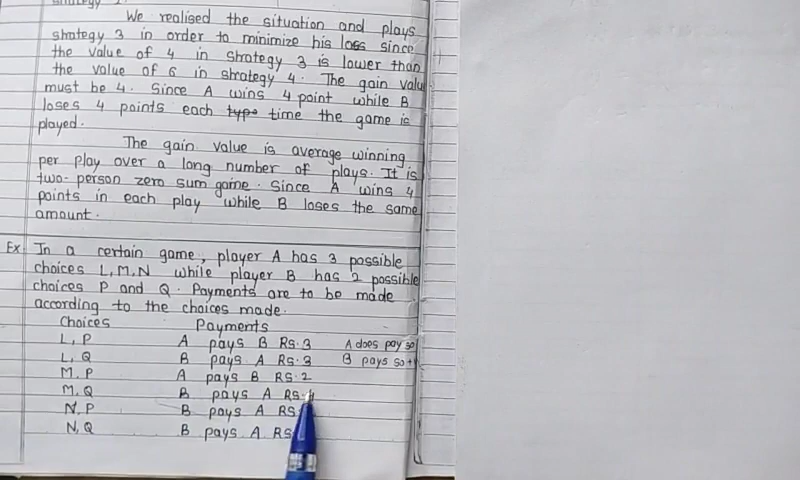 We realised the situation and plays
strategy 3 in order to minimize his loss since
the value of 4 in strategy 3 is lower than
the value of 6 in strategy 4. The gain value
must be 4. Since A wins 4 point while B
loses 4 points each type time the game is
played.
The gain value is average winning
per play over a long number of plays. It is
two-person zero sum game. Since A wins 4
points in each play while B loses the same
amount.
Ex. In a certain game, player A has 3 possible
choices L, M, N while player B has 2 possible
choices P and Q. Payments are to be made
according to the choices made.
Choices Payments
L, P A pays B RS. 3 A does pay so
L, Q B pays A RS. 3 B pays so
M. P A pays B RS. 2
M. Q B pays A RS.
N, P B pays A RS.
N, Q B pays A RS